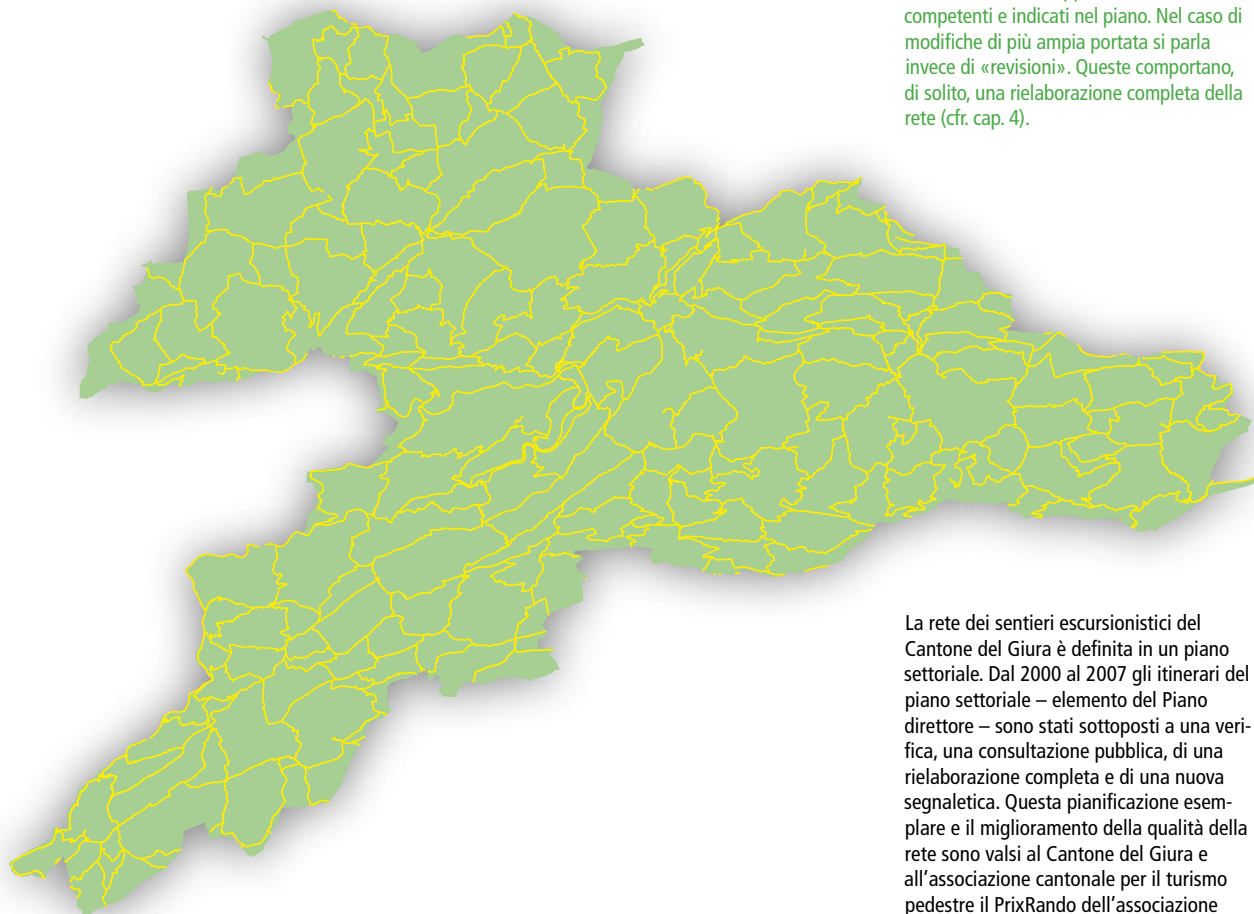 competenti e indicati nel piano. Nel caso di
modifiche di più ampia portata si parla
invece di «revisioni». Queste comportano,
di solito, una rielaborazione completa della
rete (cfr. cap. 4).
La rete dei sentieri escursionistici del
Cantone del Giura è definita in un piano
settoriale. Dal 2000 al 2007 gli itinerari del
piano settoriale – elemento del Piano
direttore – sono stati sottoposti a una veri-
fica, una consultazione pubblica, di una
rielaborazione completa e di una nuova
segnaletica. Questa pianificazione esem-
plare e il miglioramento della qualità della
rete sono valsi al Cantone del Giura e
all'associazione cantonale per il turismo
pedestre il PrixRando dell'associazione